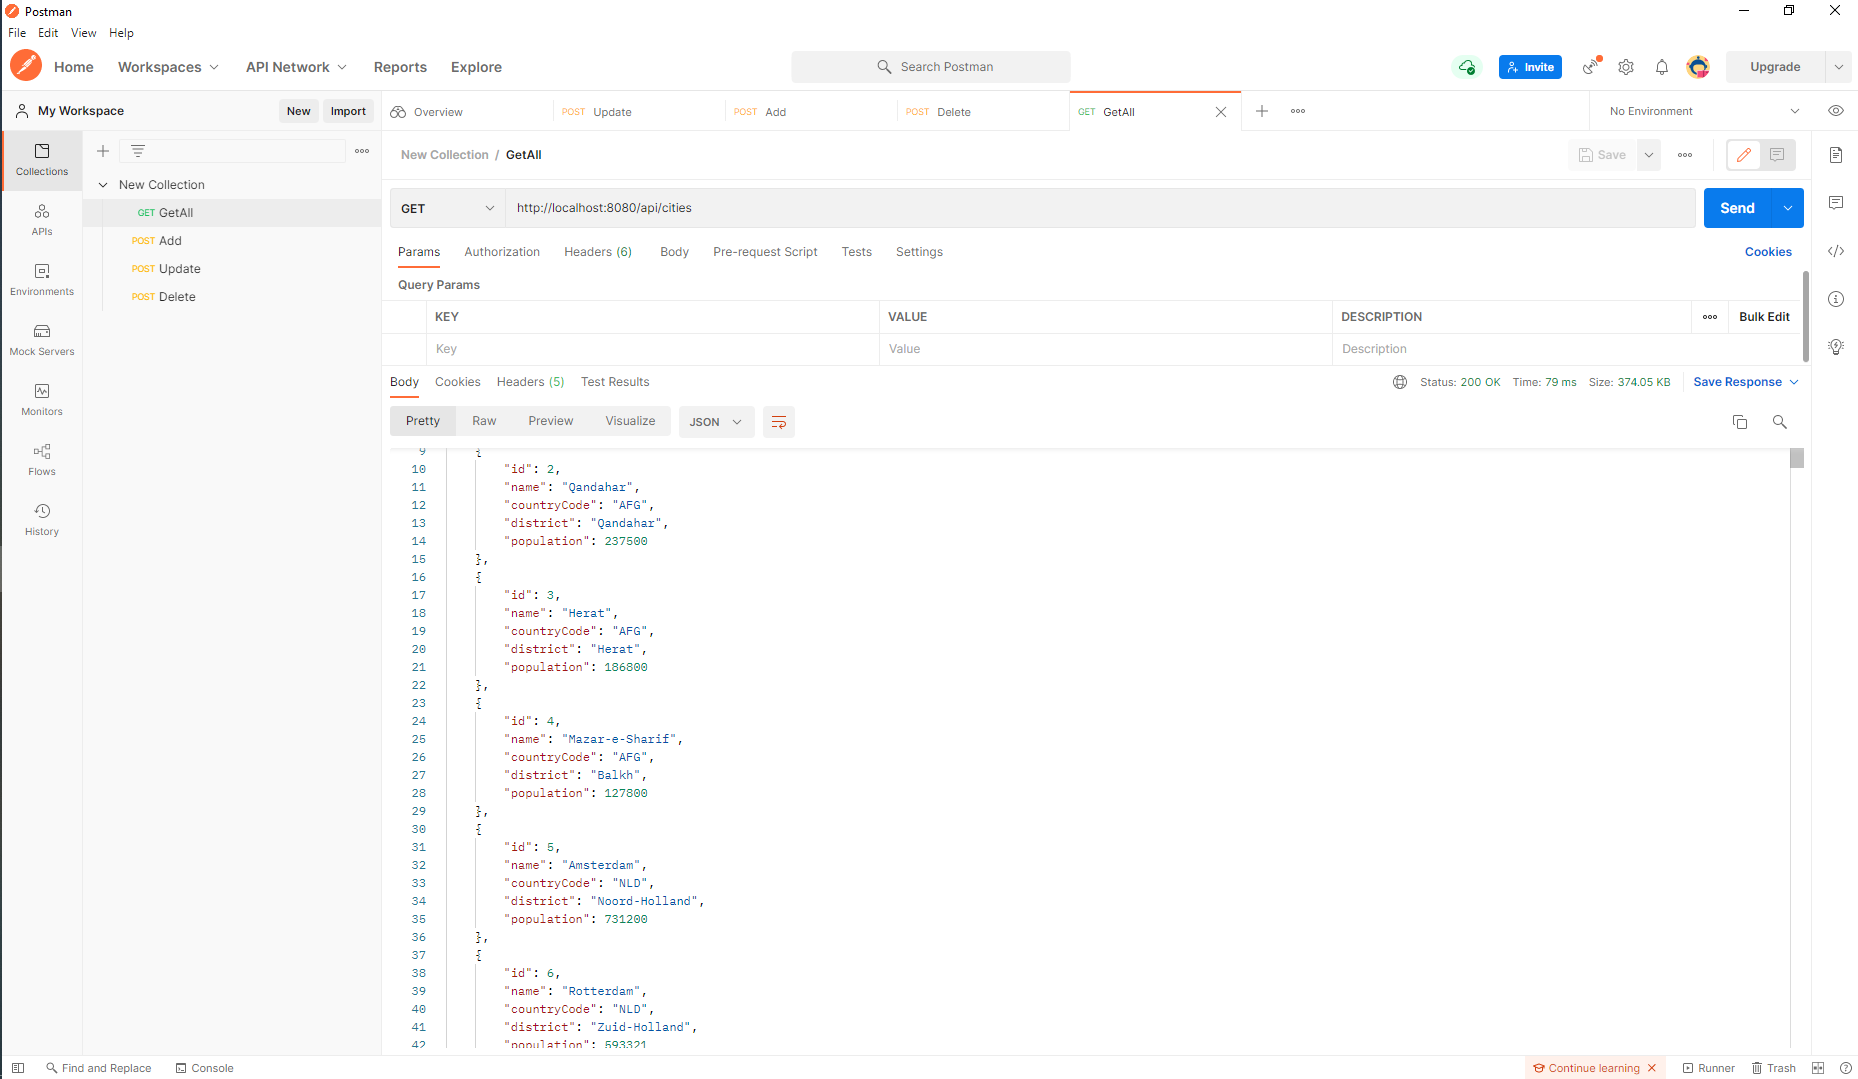 Postman
File Edit View Help
Home Workspaces API Network Reports Explore Search Postman Invite Upgrade
My Workspace New Import Overview POST Update POST Add POST Delete GET GetAll No Environment
Collections
APIs
Environments
Mock Servers
Monitors
Flows
History
New Collection
GET GetAll
POST Add
POST Update
POST Delete
New Collection / GetAll Save
GET http://localhost:8080/api/cities Send
Params Authorization Headers (6) Body Pre-request Script Tests Settings Cookies
Query Params
KEY VALUE DESCRIPTION Bulk Edit
Key Value Description
Body Cookies Headers (5) Test Results Status: 200 OK Time: 79 ms Size: 374.05 KB Save Response
Pretty Raw Preview Visualize JSON
9 {
10 "id": 2,
11 "name": "Qandahar",
12 "countryCode": "AFG",
13 "district": "Qandahar",
14 "population": 237500
15 },
16 {
17 "id": 3,
18 "name": "Herat",
19 "countryCode": "AFG",
20 "district": "Herat",
21 "population": 186800
22 },
23 {
24 "id": 4,
25 "name": "Mazar-e-Sharif",
26 "countryCode": "AFG",
27 "district": "Balkh",
28 "population": 127800
29 },
30 {
31 "id": 5,
32 "name": "Amsterdam",
33 "countryCode": "NLD",
34 "district": "Noord-Holland",
35 "population": 731200
36 },
37 {
38 "id": 6,
39 "name": "Rotterdam",
40 "countryCode": "NLD",
41 "district": "Zuid-Holland",
42 "population": 593321
Find and Replace Console Continue learning Runner Trash